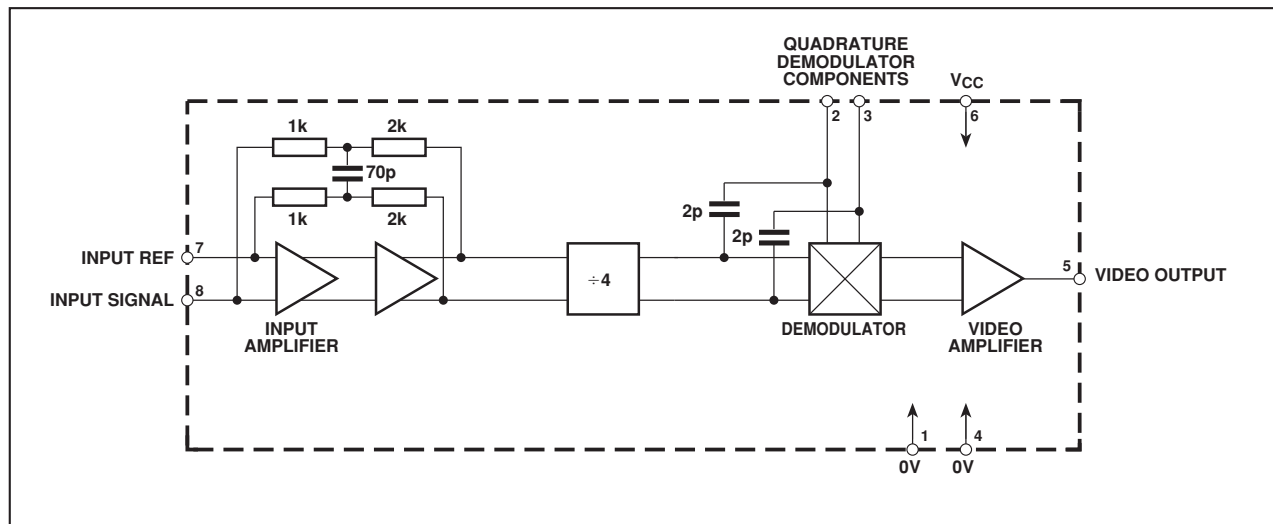 QUADRATURE
DEMODULATOR
COMPONENTS
VCC
2
3
6
1k
2k
70p
1k
2k
2p
2p
INPUT REF
7
INPUT SIGNAL
8
÷4
5
VIDEO OUTPUT
INPUT
AMPLIFIER
DEMODULATOR
VIDEO
AMPLIFIER
1
4
0V
0V